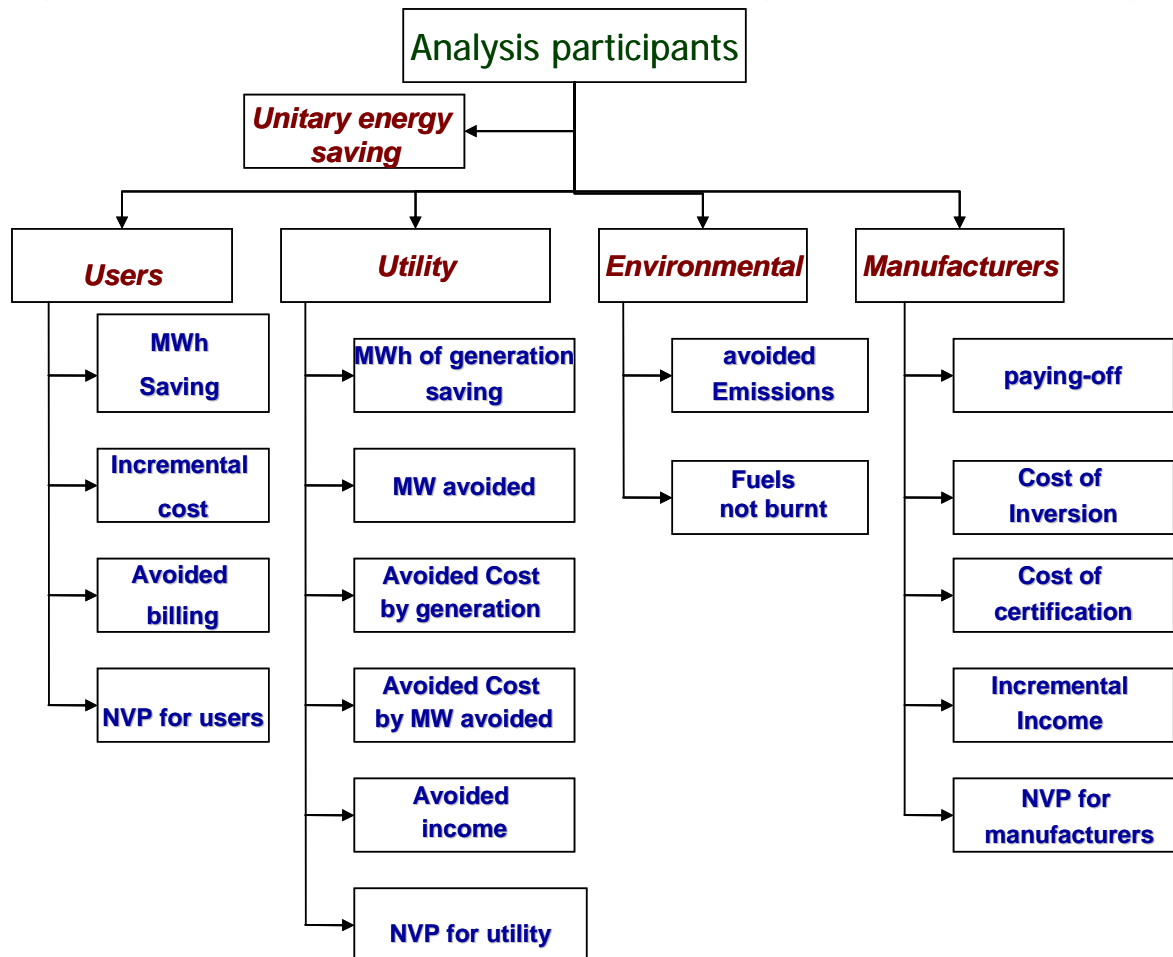 Analysis participants
Unitary energy
saving
Users
Utility
Environmental
Manufacturers
MWh
Saving
Incremental
cost
Avoided
billing
NVP for users
MWh of generation
saving
MW avoided
Avoided Cost
by generation
Avoided Cost
by MW avoided
Avoided
income
NVP for utility
avoided
Emissions
Fuels
not burnt
paying-off
Cost of
Inversion
Cost of
certification
Incremental
Income
NVP for
manufacturers